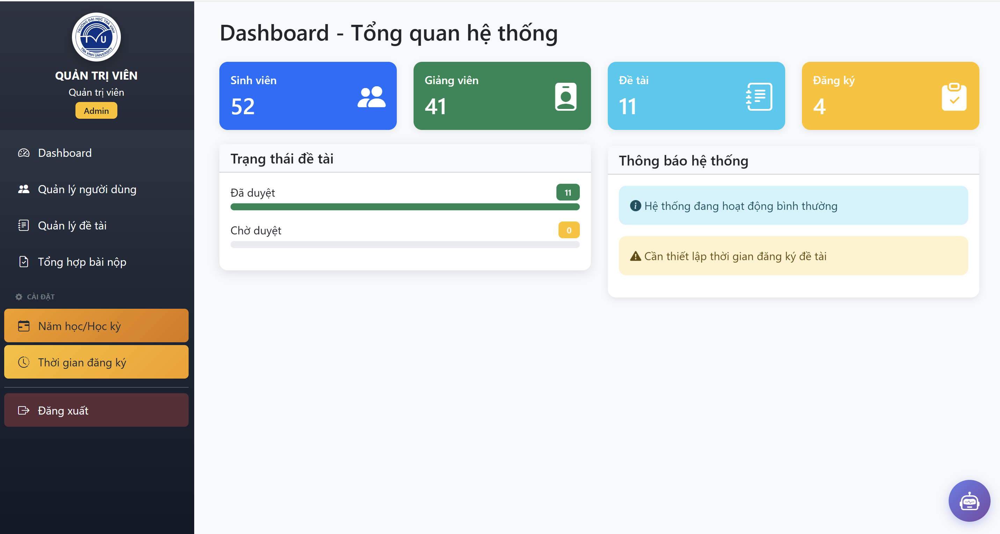 TRƯỜNG ĐẠI HỌC TRÀ VINH
TVU
TRA VINH UNIVERSITY
QUẢN TRỊ VIÊN
Quản trị viên
Admin
Dashboard
Quản lý người dùng
Quản lý đề tài
Tổng hợp bài nộp
CÀI ĐẶT
Năm học/Học kỳ
Thời gian đăng ký
Đăng xuất
Dashboard - Tổng quan hệ thống
Sinh viên
52
Giảng viên
41
Đề tài
11
Đăng ký
4
Trạng thái đề tài
Đã duyệt 11
Chờ duyệt 0
Thông báo hệ thống
Hệ thống đang hoạt động bình thường
Cần thiết lập thời gian đăng ký đề tài